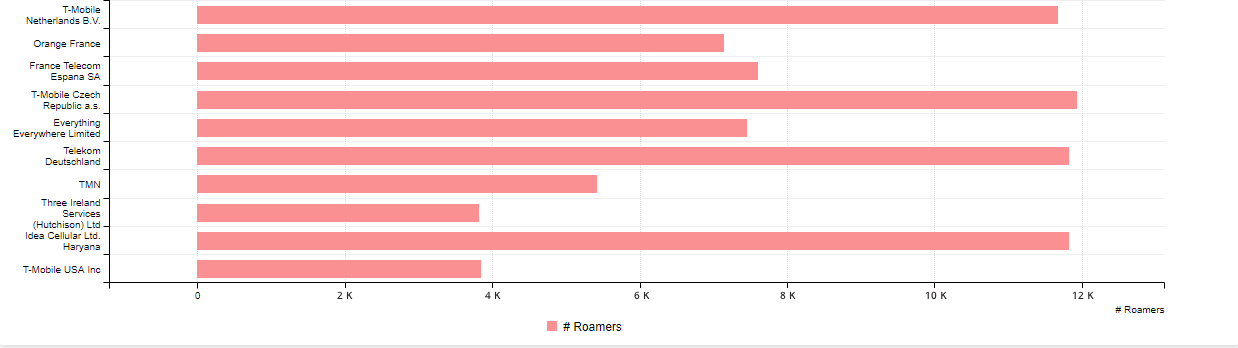 T-Mobile
Netherlands B.V.
Orange France
France Telecom
Espana SA
T-Mobile Czech
Republic a.s.
Everything
Everywhere Limited
Telekom
Deutschland
TMN
Three Ireland
Services
(Hutchison) Ltd
Idea Cellular Ltd.
Haryana
T-Mobile USA Inc
0 2 K 4 K 6 K 8 K 10 K 12 K
# Roamers
# Roamers